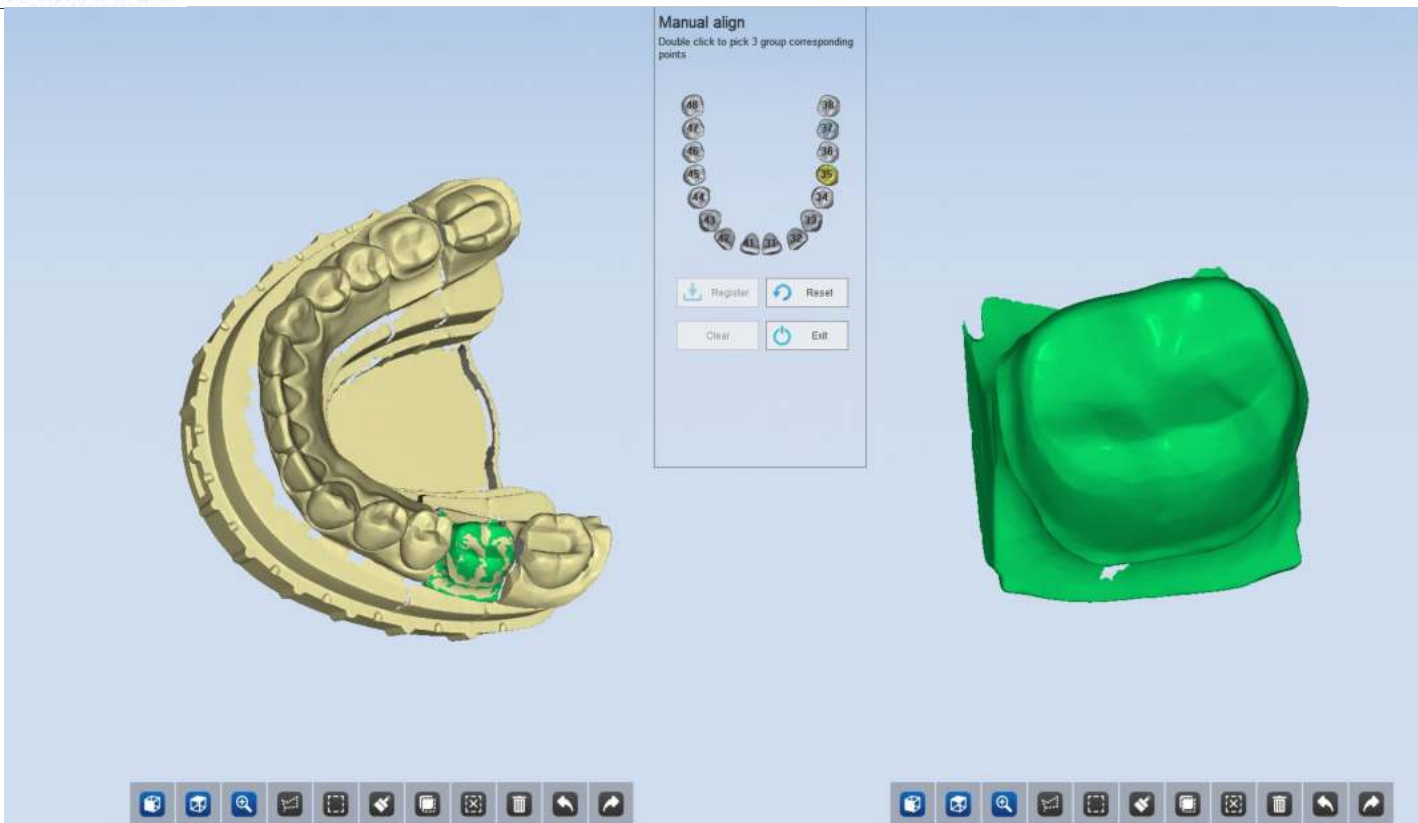 Manual align
Double click to pick 3 group corresponding
points
48 38
47 37
46 36
45 35
44 34
43 33
42 41 31 32
Register Reset
Clear Exit